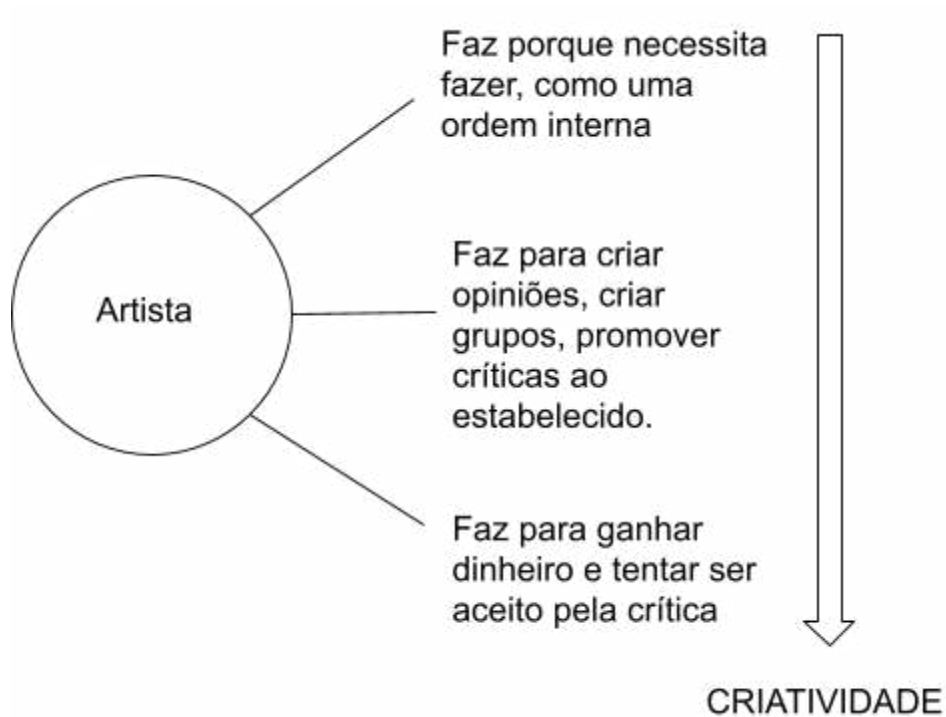 Faz porque necessita
fazer, como uma
ordem interna
Artista
Faz para criar
opiniões, criar
grupos, promover
críticas ao
estabelecido.
Faz para ganhar
dinheiro e tentar ser
aceito pela crítica
CRIATIVIDADE